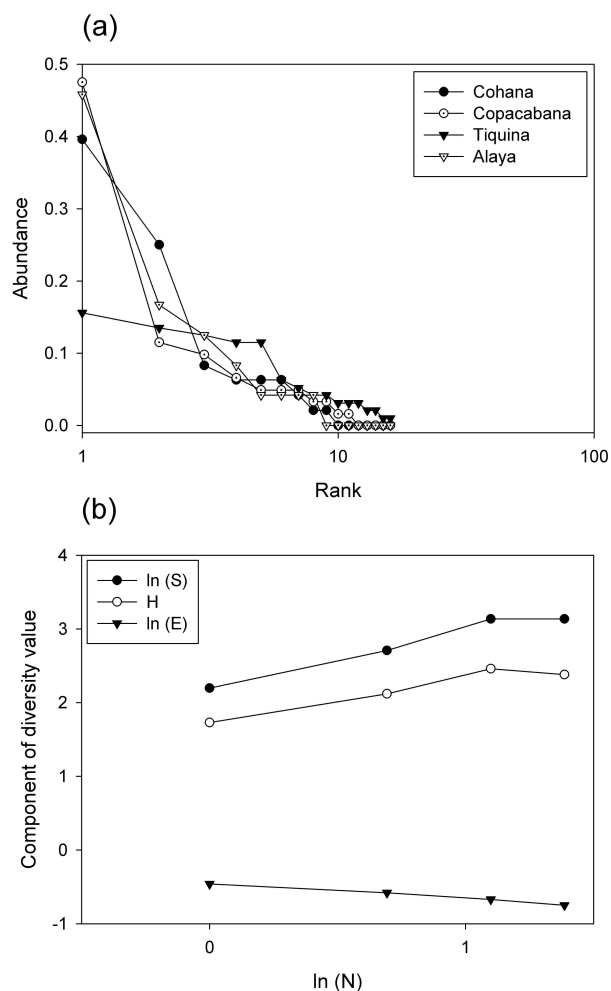 (a)
0.5
0.4
0.3
0.2
0.1
0.0
Abundance
Cohana
Copacabana
Tiquina
Alaya
1
10
100
Rank
(b)
4
3
2
1
0
-1
Component of diversity value
ln (S)
H
ln (E)
0
1
ln (N)